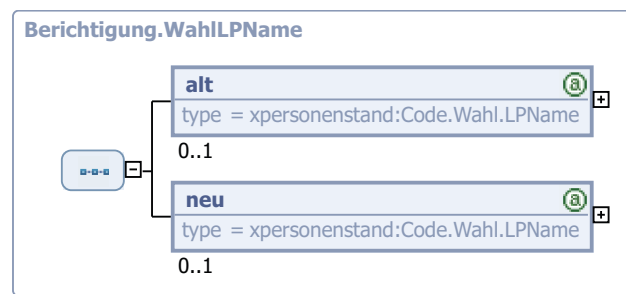 Berichtigung.WahlLPName
alt
type = xpersonenstand:Code.Wahl.LPName
0..1
neu
type = xpersonenstand:Code.Wahl.LPName
0..1